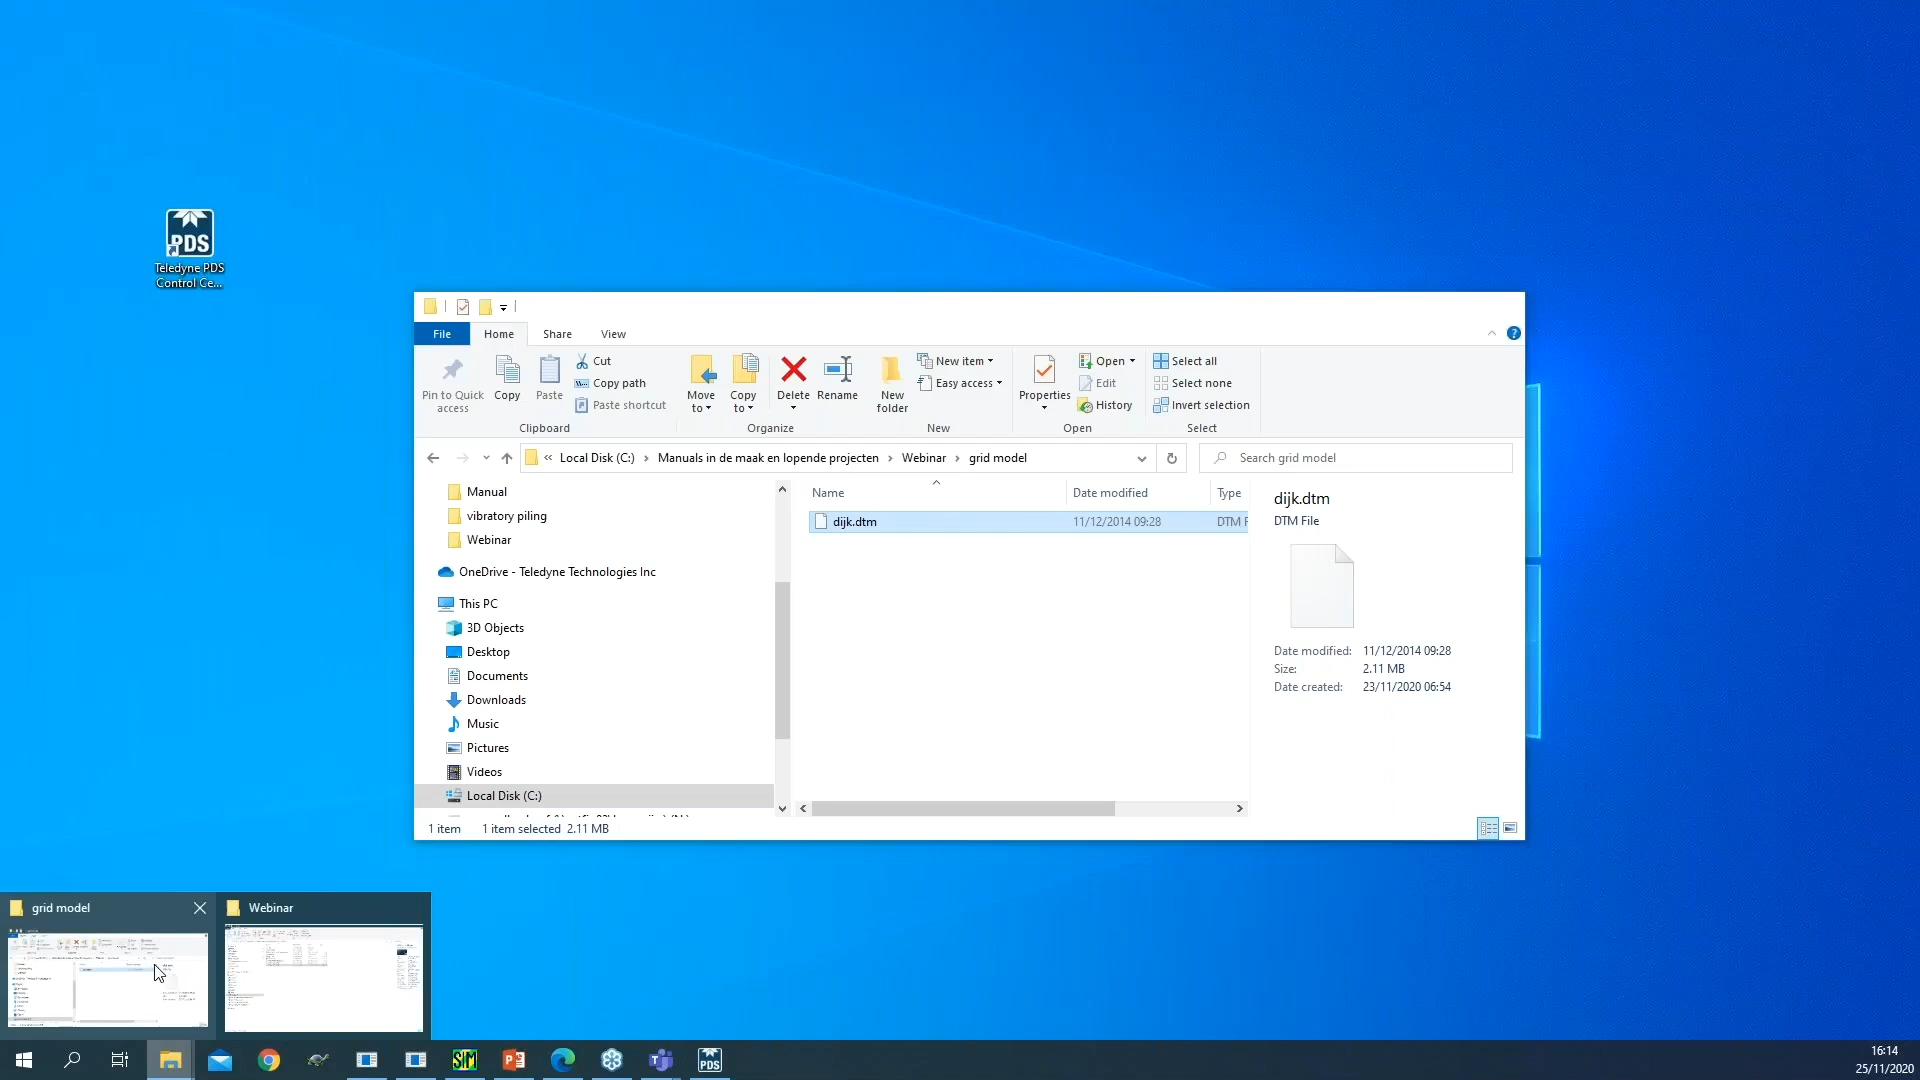 PDS
Teledyne PDS
Control Ce...
File
Home
Share
View
Pin to Quick
access
Copy
Paste
Cut
Copy path
Paste shortcut
Clipboard
Move
to
Copy
to
Delete
Rename
Organize
New
folder
New item
Easy access
New
Properties
Open
Edit
History
Open
Select all
Select none
Invert selection
Select
« Local Disk (C:) › Manuals in de maak en lopende projecten › Webinar › grid model
Search grid model
Manual
vibratory piling
Webinar
OneDrive - Teledyne Technologies Inc
This PC
3D Objects
Desktop
Documents
Downloads
Music
Pictures
Videos
Local Disk (C:)
Name
Date modified
Type
dijk.dtm
11/12/2014 09:28
DTM F
dijk.dtm
DTM File
Date modified: 11/12/2014 09:28
Size: 2.11 MB
Date created: 23/11/2020 06:54
1 item
1 item selected 2.11 MB
grid model
Webinar
SIM
PDS
16:14
25/11/2020